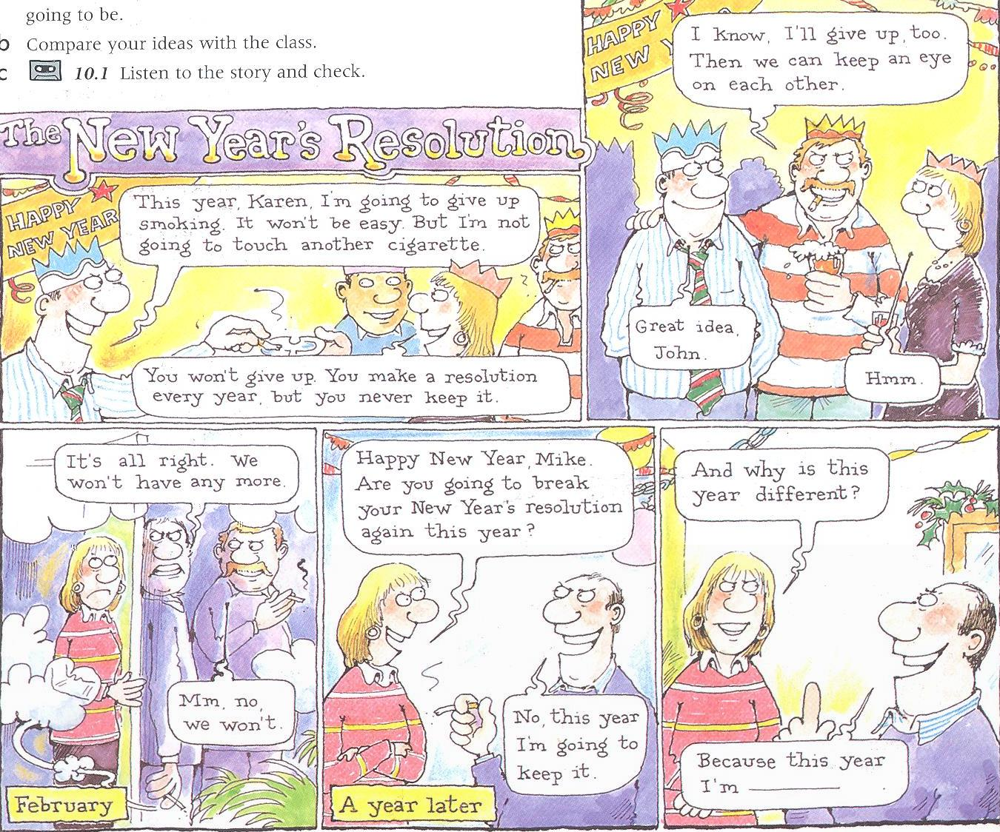 going to be.
b Compare your ideas with the class.
c 10.1 Listen to the story and check.
The New Year's Resolution
HAPPY
NEW YEAR
This year, Karen, I'm going to give up
smoking. It won't be easy. But I'm not
going to touch another cigarette.
You won't give up. You make a resolution
every year, but you never keep it.
HAPPY
NEW Y
I know, I'll give up, too.
Then we can keep an eye
on each other.
Great idea,
John.
Hmm.
It's all right. We
won't have any more.
Mm, no,
we won't.
February
Happy New Year, Mike.
Are you going to break
your New Year's resolution
again this year?
No, this year
I'm going to
keep it.
A year later
And why is this
year different?
Because this year
I'm